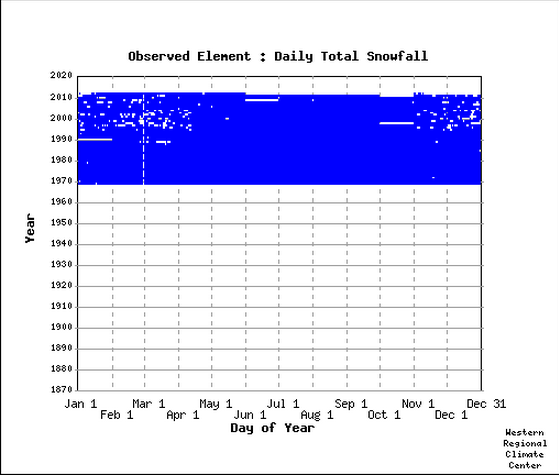 Observed Element : Daily Total Snowfall
2020
2010
2000
1990
1980
1970
1960
1950
1940
1930
1920
1910
1900
1890
1880
1870
Year
Jan 1 Mar 1 May 1 Jul 1 Sep 1 Nov 1 Dec 31
Feb 1 Apr 1 Jun 1 Aug 1 Oct 1 Dec 1
Day of Year
Western
Regional
Climate
Center